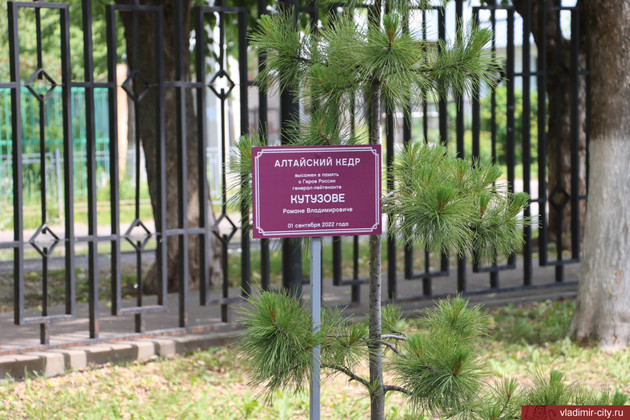 АЛТАЙСКИЙ КЕДР
высажен в память
о Герое России
генерал-лейтенанте
КУТУЗОВЕ
Романе Владимировиче
01 сентября 2022 года
vladimir-city.ru